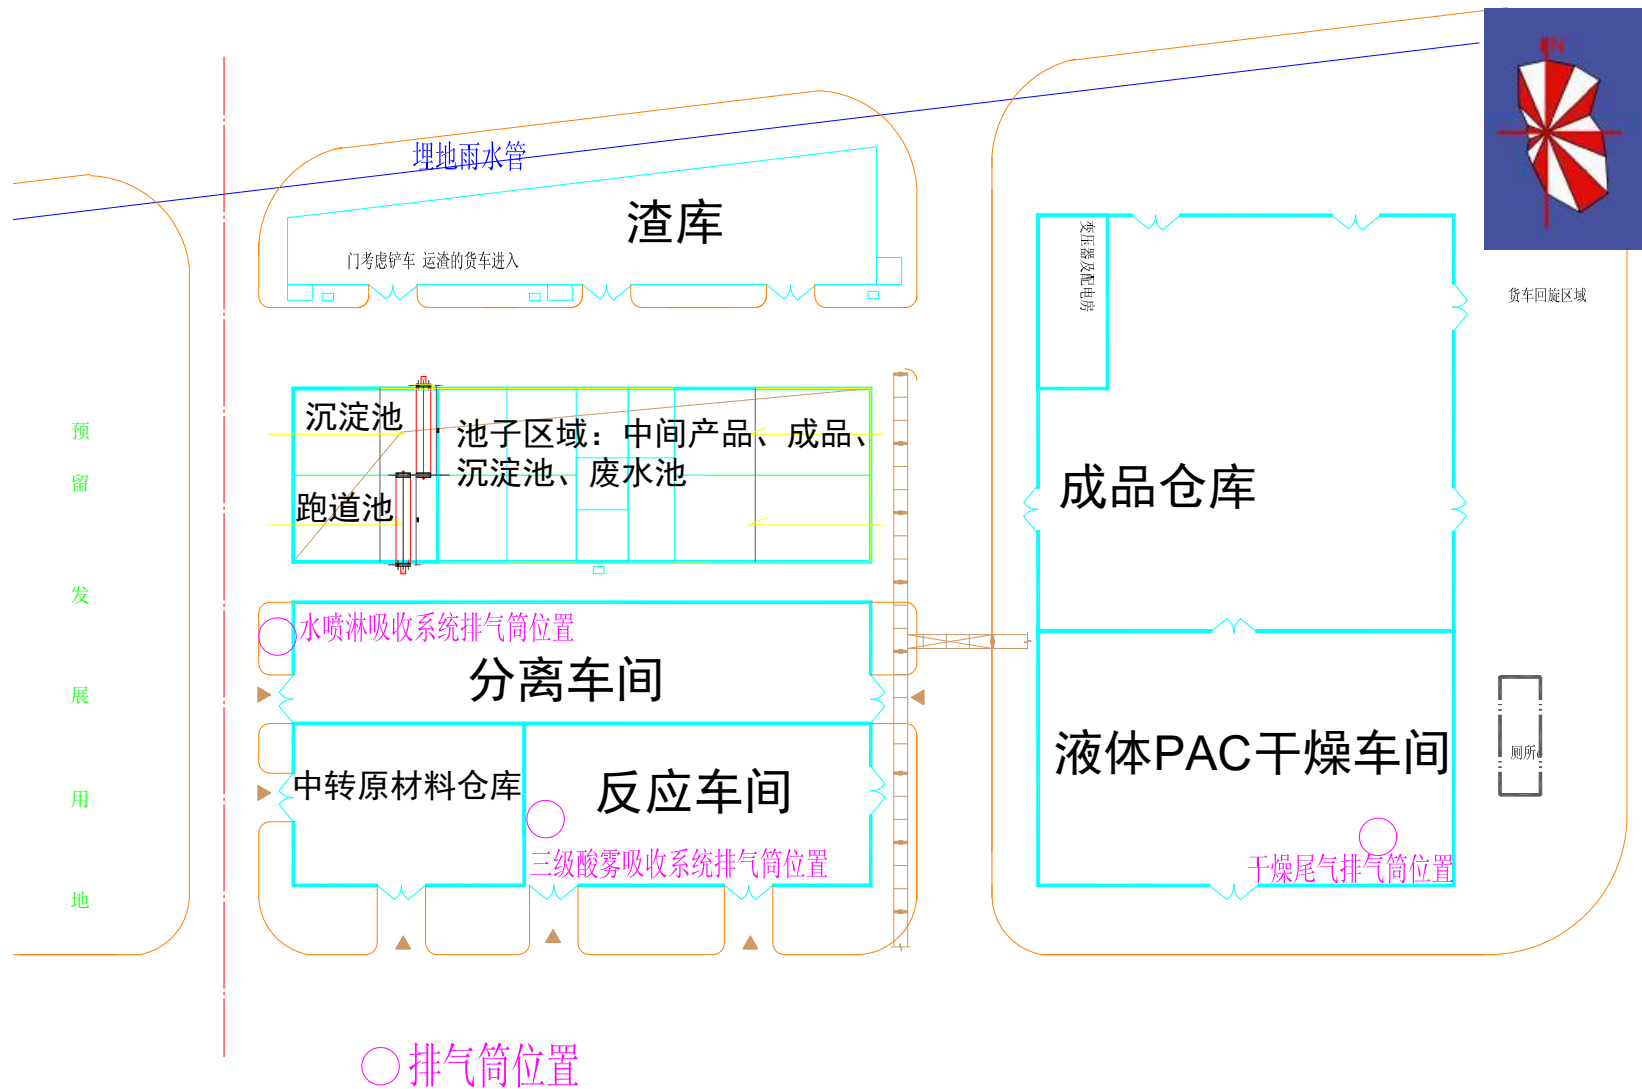 N
埋地雨水管
渣库
门考虑铲车 运渣的货车进入
变压器及配电房
货车回旋区域
预留发展用地
沉淀池
池子区域：中间产品、成品、
沉淀池、废水池
跑道池
成品仓库
水喷淋吸收系统排气筒位置
分离车间
液体PAC干燥车间
厕所
中转原材料仓库
反应车间
三级酸雾吸收系统排气筒位置
干燥尾气排气筒位置
排气筒位置